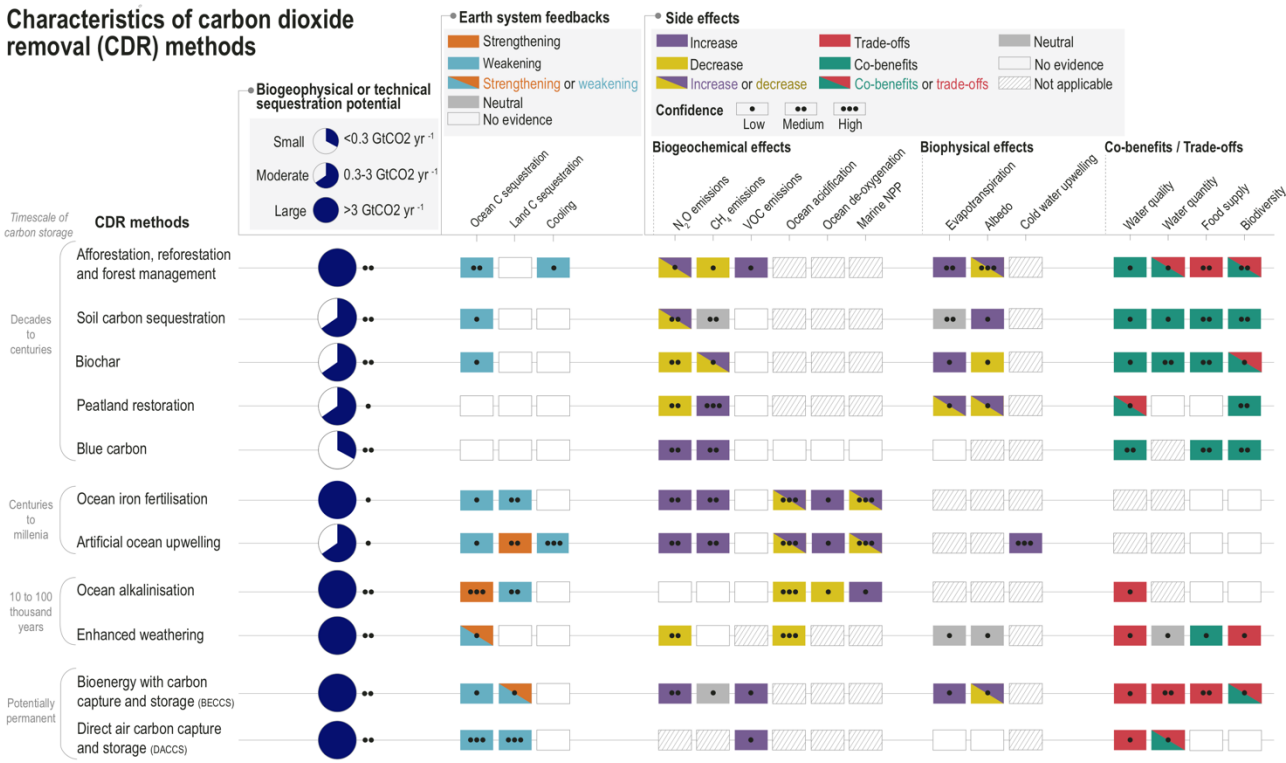 Characteristics of carbon dioxide
removal (CDR) methods
Biogeophysical or technical
sequestration potential
Small <0.3 GtCO2 yr -1
Moderate 0.3-3 GtCO2 yr -1
Large >3 GtCO2 yr -1
Earth system feedbacks
Strengthening
Weakening
Strengthening or weakening
Neutral
No evidence
Side effects
Increase
Decrease
Increase or decrease
Trade-offs
Co-benefits
Co-benefits or trade-offs
Neutral
No evidence
Not applicable
Confidence
Low
Medium
High
Biogeochemical effects
Biophysical effects
Co-benefits / Trade-offs
Ocean C sequestration
Land C sequestration
Cooling
N2O emissions
CH4 emissions
VOC emissions
Ocean acidification
Ocean de-oxygenation
Marine NPP
Evapotranspiration
Albedo
Cold water upwelling
Water quality
Water quantity
Food supply
Biodiversity
Timescale of
carbon storage
CDR methods
Decades
to
centuries
Afforestation, reforestation
and forest management
Soil carbon sequestration
Biochar
Peatland restoration
Blue carbon
Centuries
to
millenia
Ocean iron fertilisation
Artificial ocean upwelling
10 to 100
thousand
years
Ocean alkalinisation
Enhanced weathering
Potentially
permanent
Bioenergy with carbon
capture and storage (BECCS)
Direct air carbon capture
and storage (DACCS)